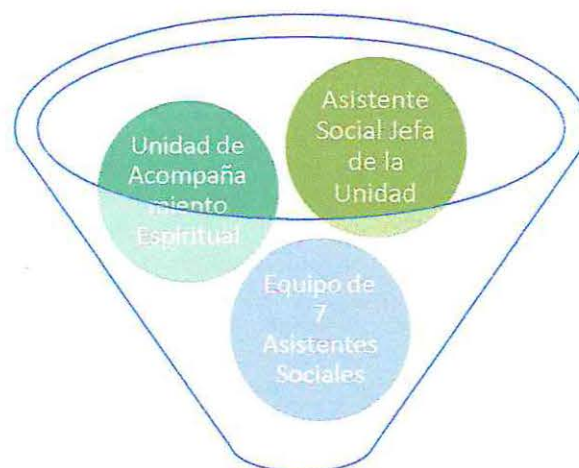 Unidad de
Acompaña
miento
Espiritual
Asistente
Social Jefa
de la
Unidad
Equipo de
7
Asistentes
Sociales